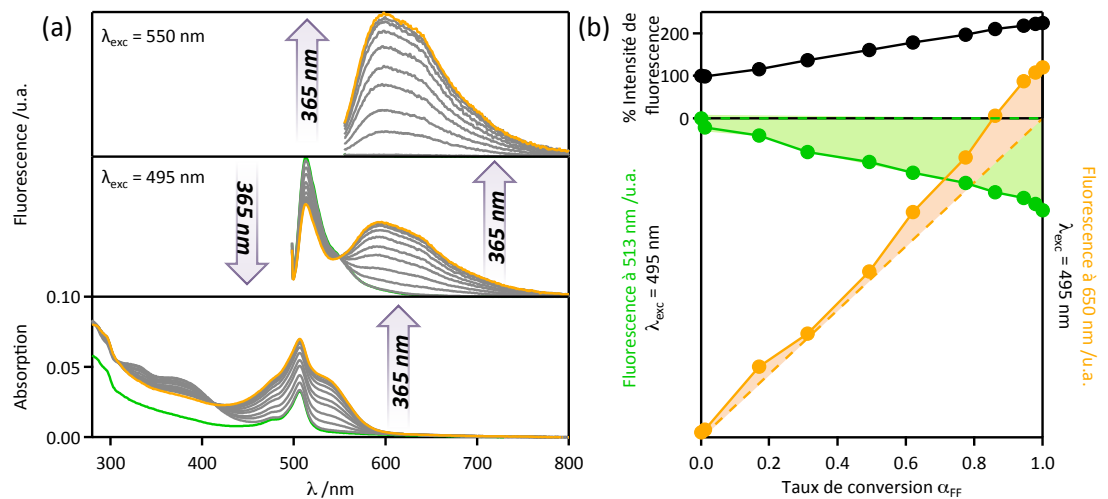 (a)
λexc = 550 nm
365 nm
λexc = 495 nm
365 nm
365 nm
365 nm
Fluorescence /u.a.
Absorption
0.10
0.05
0.00
300
400
500
600
700
800
λ /nm
(b)
% Intensité de
fluorescence
200
100
0
Fluorescence à 513 nm /u.a.
λexc = 495 nm
Fluorescence à 650 nm /u.a.
λexc = 495 nm
0.0
0.2
0.4
0.6
0.8
1.0
Taux de conversion αFF